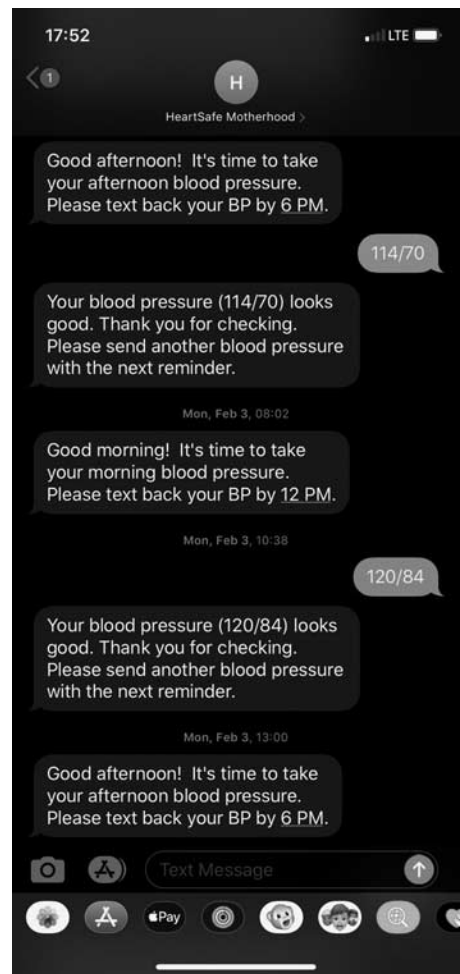 17:52
LTE
1
H
HeartSafe Motherhood >
Good afternoon!  It's time to take
your afternoon blood pressure.
Please text back your BP by 6 PM.
114/70
Your blood pressure (114/70) looks
good. Thank you for checking.
Please send another blood pressure
with the next reminder.
Mon, Feb 3, 08:02
Good morning!  It's time to take
your morning blood pressure.
Please text back your BP by 12 PM.
Mon, Feb 3, 10:38
120/84
Your blood pressure (120/84) looks
good. Thank you for checking.
Please send another blood pressure
with the next reminder.
Mon, Feb 3, 13:00
Good afternoon!  It's time to take
your afternoon blood pressure.
Please text back your BP by 6 PM.
Text Message
Pay